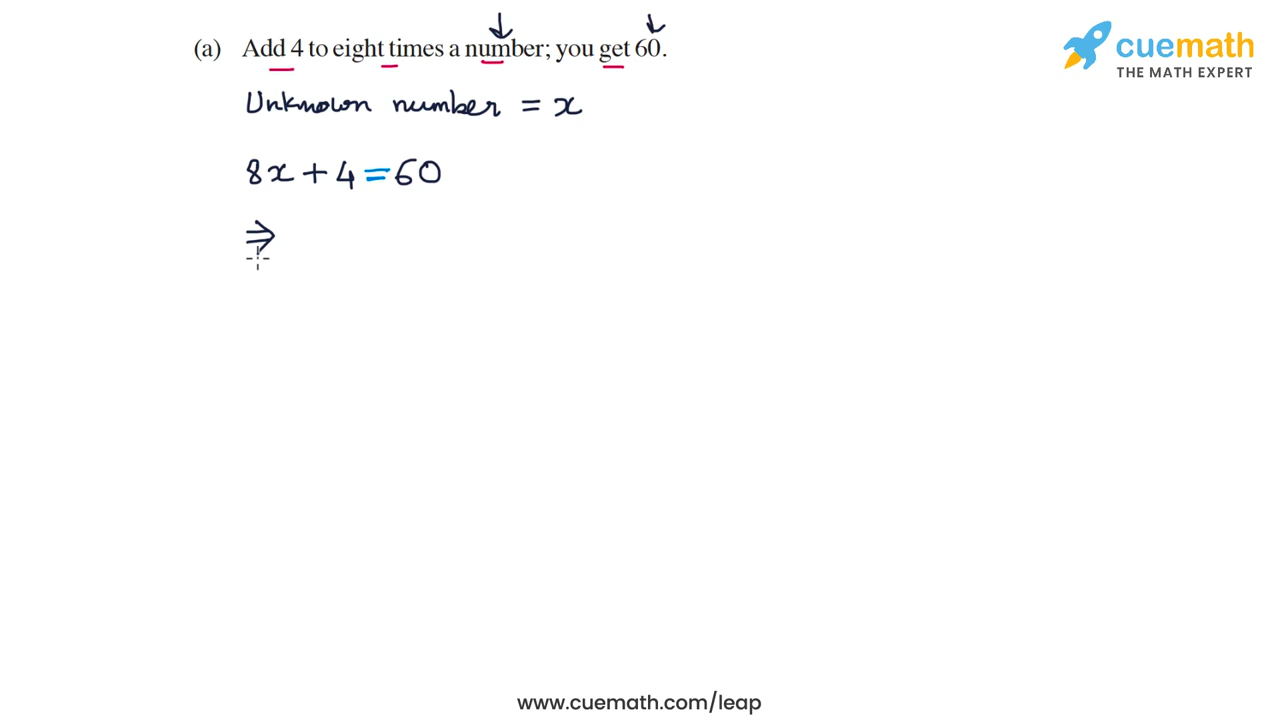 (a) Add 4 to eight times a number; you get 60.
cuemath
THE MATH EXPERT
Unknown number = x
8x + 4 = 60
⇒
www.cuemath.com/leap